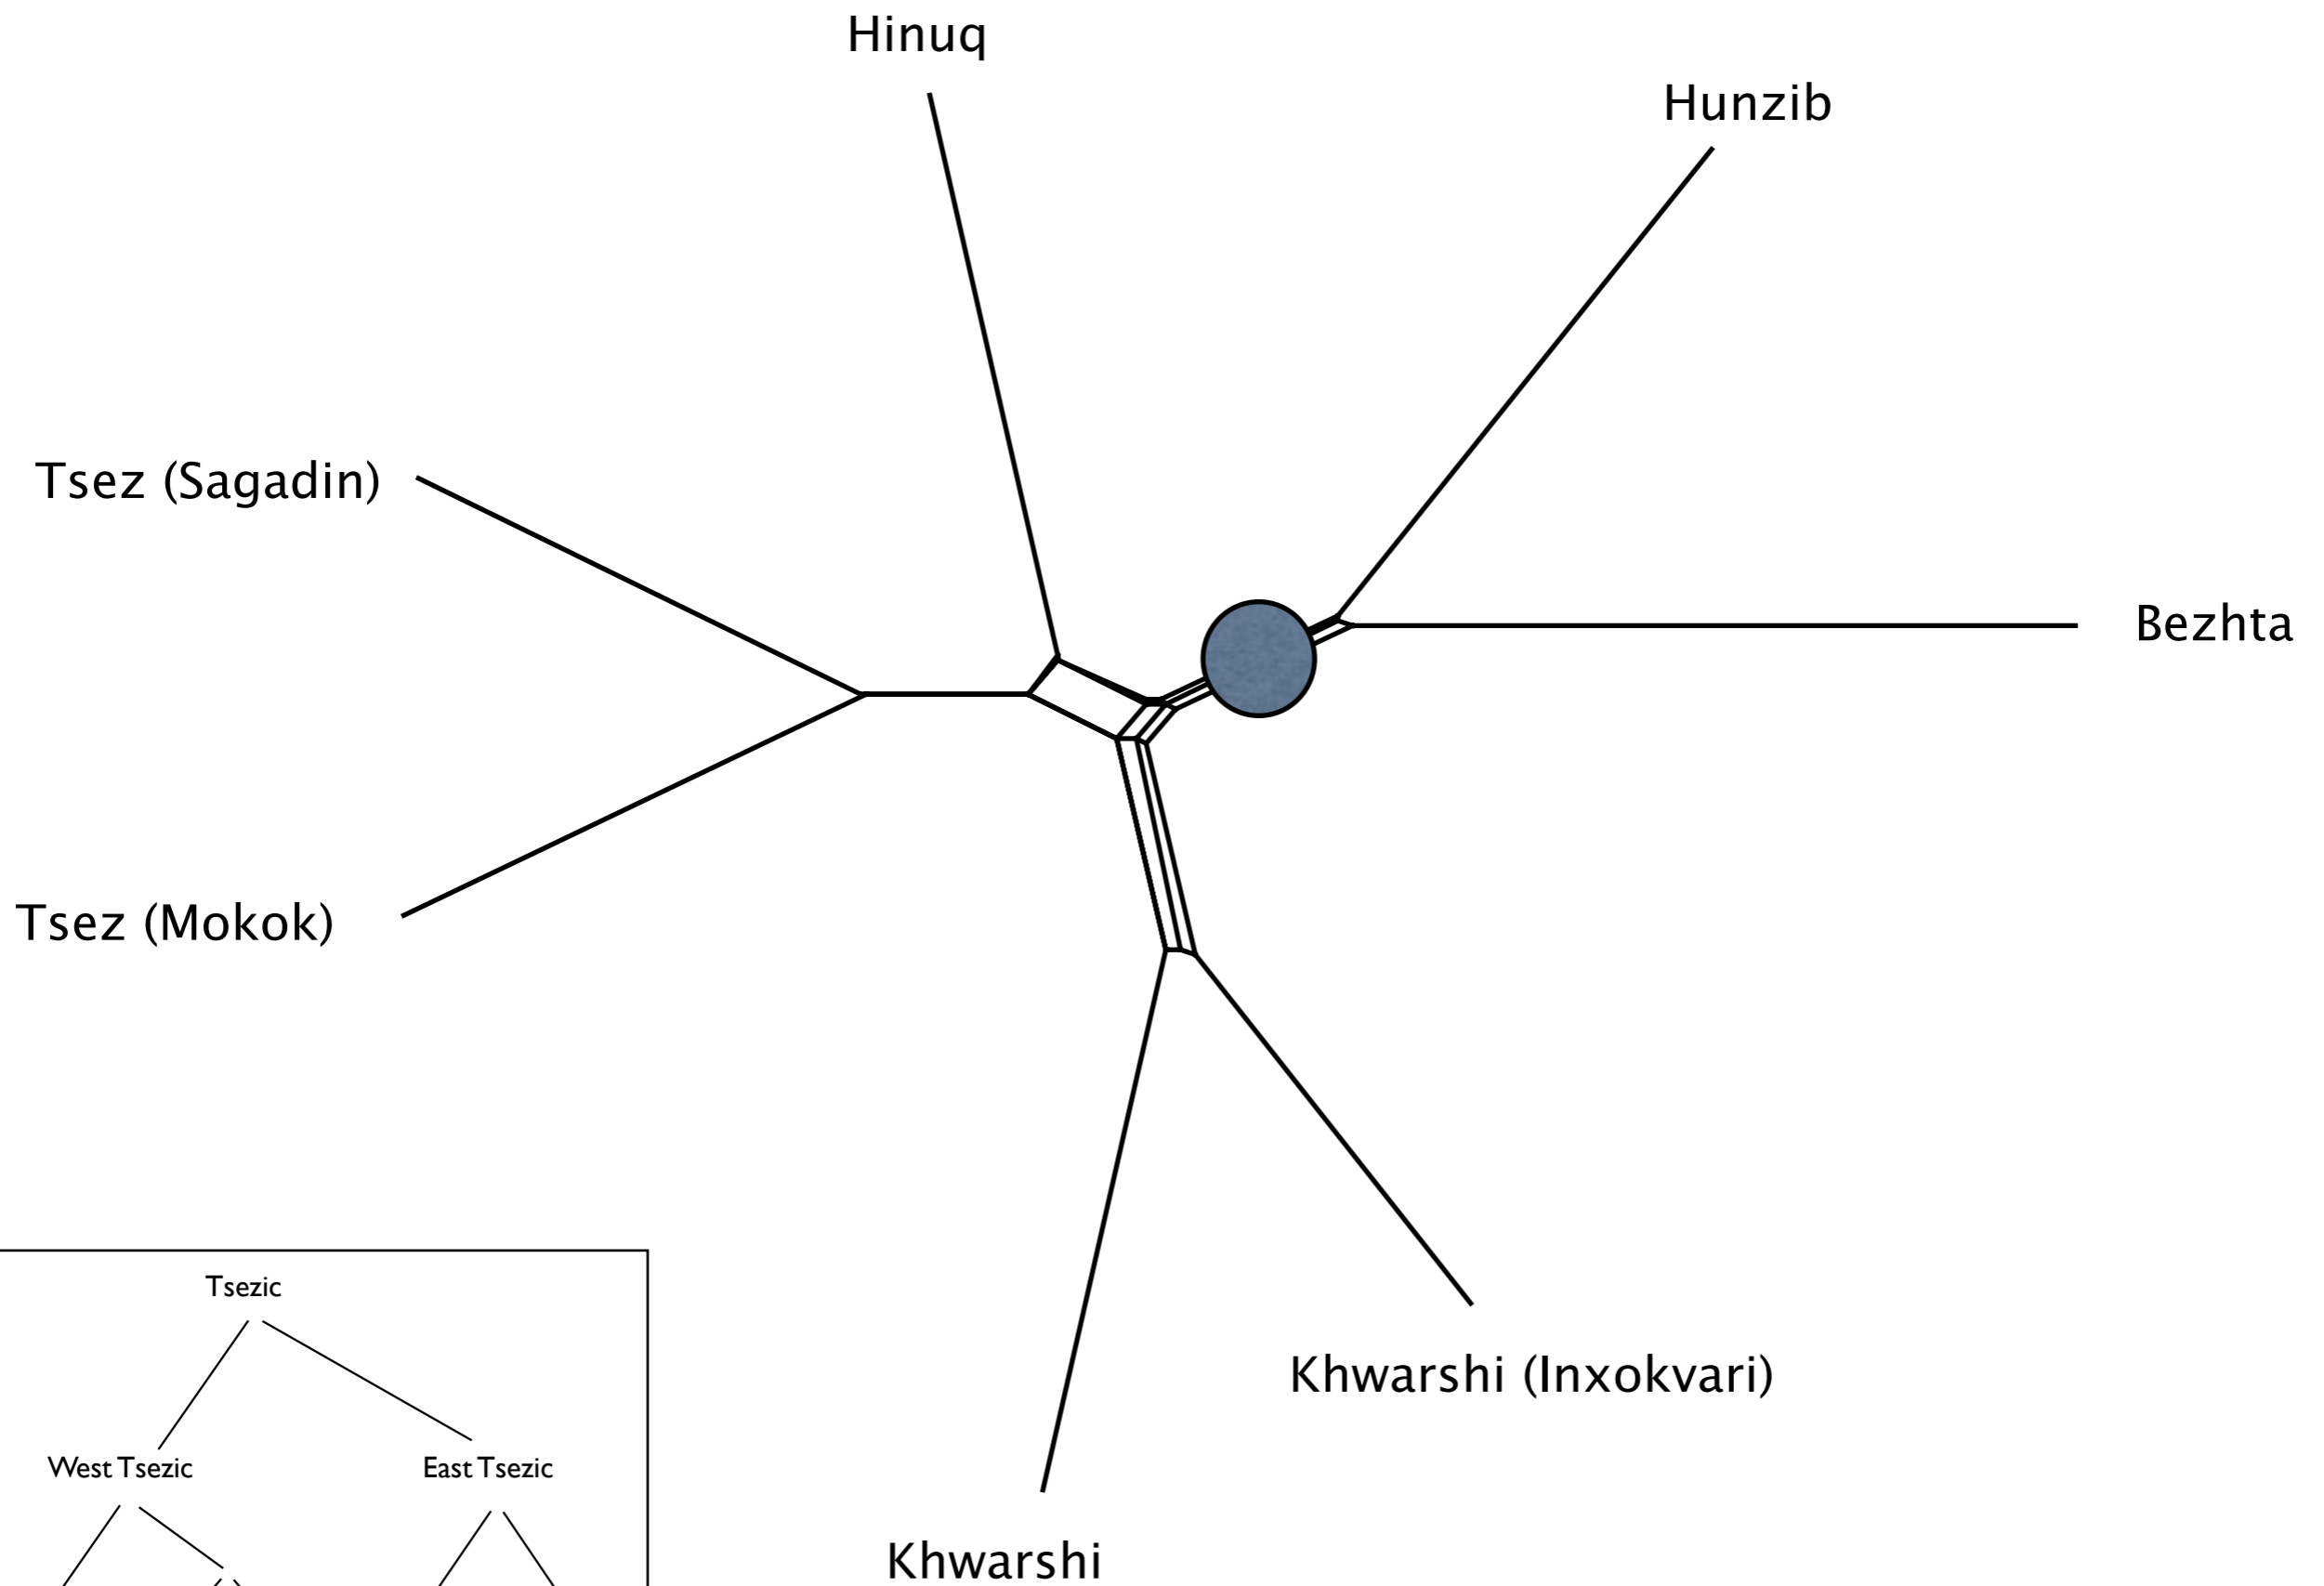 Hinuq
Hunzib
Tsez (Sagadin)
Bezhta
Tsez (Mokok)
Tsezic
Khwarshi (Inxokvari)
West Tsezic
East Tsezic
Khwarshi